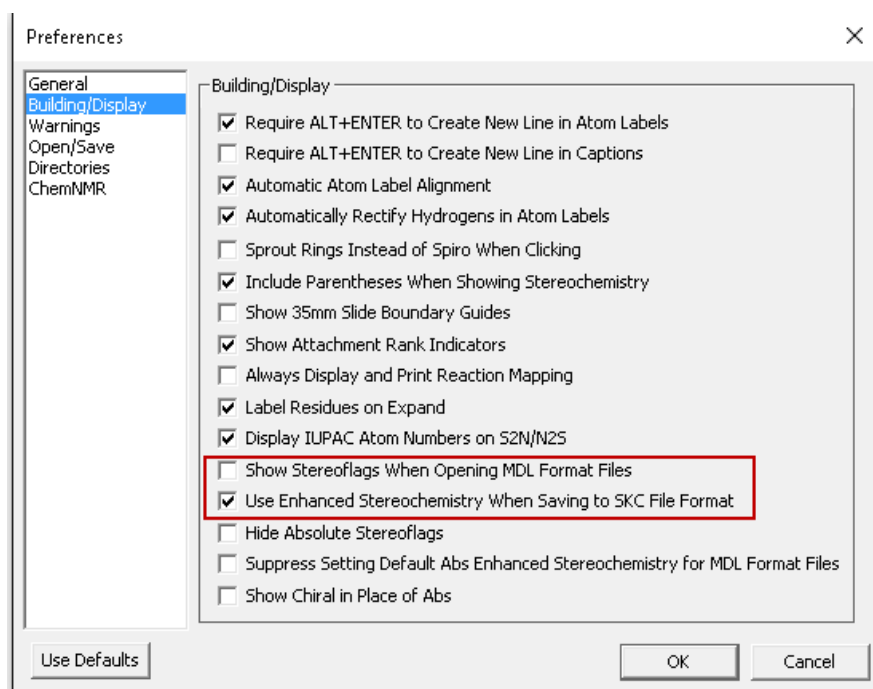 Preferences
General
Building/Display
Warnings
Open/Save
Directories
ChemNMR
Building/Display
Require ALT+ENTER to Create New Line in Atom Labels
Require ALT+ENTER to Create New Line in Captions
Automatic Atom Label Alignment
Automatically Rectify Hydrogens in Atom Labels
Sprout Rings Instead of Spiro When Clicking
Include Parentheses When Showing Stereochemistry
Show 35mm Slide Boundary Guides
Show Attachment Rank Indicators
Always Display and Print Reaction Mapping
Label Residues on Expand
Display IUPAC Atom Numbers on S2N/N2S
Show Stereoflags When Opening MDL Format Files
Use Enhanced Stereochemistry When Saving to SKC File Format
Hide Absolute Stereoflags
Suppress Setting Default Abs Enhanced Stereochemistry for MDL Format Files
Show Chiral in Place of Abs
Use Defaults
OK
Cancel